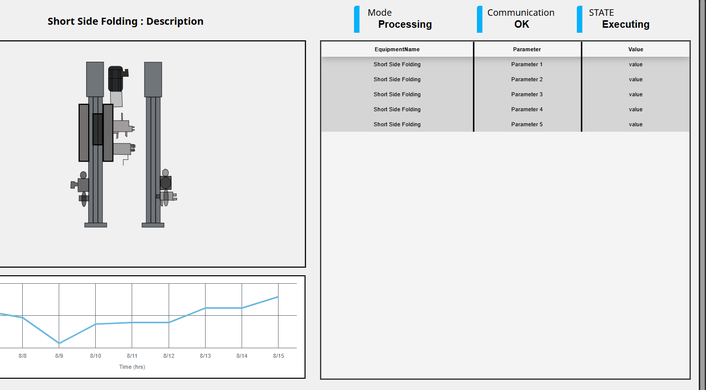 Short Side Folding : Description
Mode
Processing
Communication
OK
STATE
Executing
EquipmentName Parameter Value
Short Side Folding Parameter 1 value
Short Side Folding Parameter 2 value
Short Side Folding Parameter 3 value
Short Side Folding Parameter 4 value
Short Side Folding Parameter 5 value
8/8 8/9 8/10 8/11 8/12 8/13 8/14 8/15
Time (hrs)